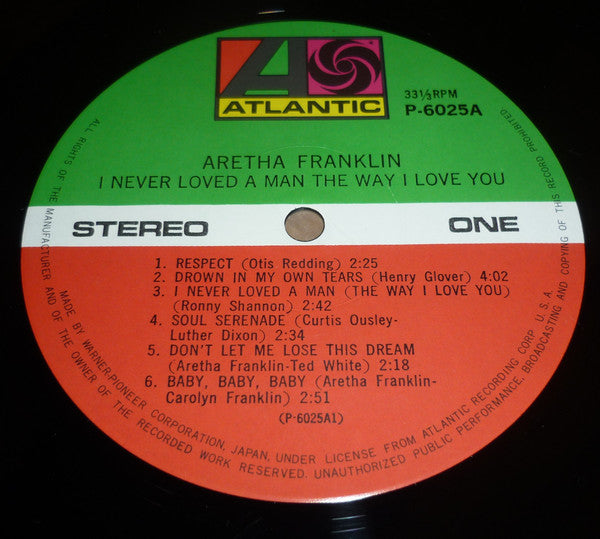 ATLANTIC
33⅓RPM
P-6025A
ARETHA FRANKLIN
I NEVER LOVED A MAN THE WAY I LOVE YOU
STEREO
ONE
1. RESPECT (Otis Redding) 2:25
2. DROWN IN MY OWN TEARS (Henry Glover) 4:02
3. I NEVER LOVED A MAN (THE WAY I LOVE YOU)
(Ronny Shannon) 2:42
4. SOUL SERENADE (Curtis Ousley-
Luther Dixon) 2:34
5. DON'T LET ME LOSE THIS DREAM
(Aretha Franklin-Ted White) 2:18
6. BABY, BABY, BABY (Aretha Franklin-
Carolyn Franklin) 2:51
(P-6025A1)
MADE BY WARNER-PIONEER CORPORATION, JAPAN, UNDER LICENSE FROM ATLANTIC RECORDING CORP. U.S.A.
ALL RIGHTS OF THE MANUFACTURER AND OF THE OWNER OF THE RECORDED WORK RESERVED. UNAUTHORIZED PUBLIC PERFORMANCE, BROADCASTING AND COPYING OF THIS RECORD PROHIBITED